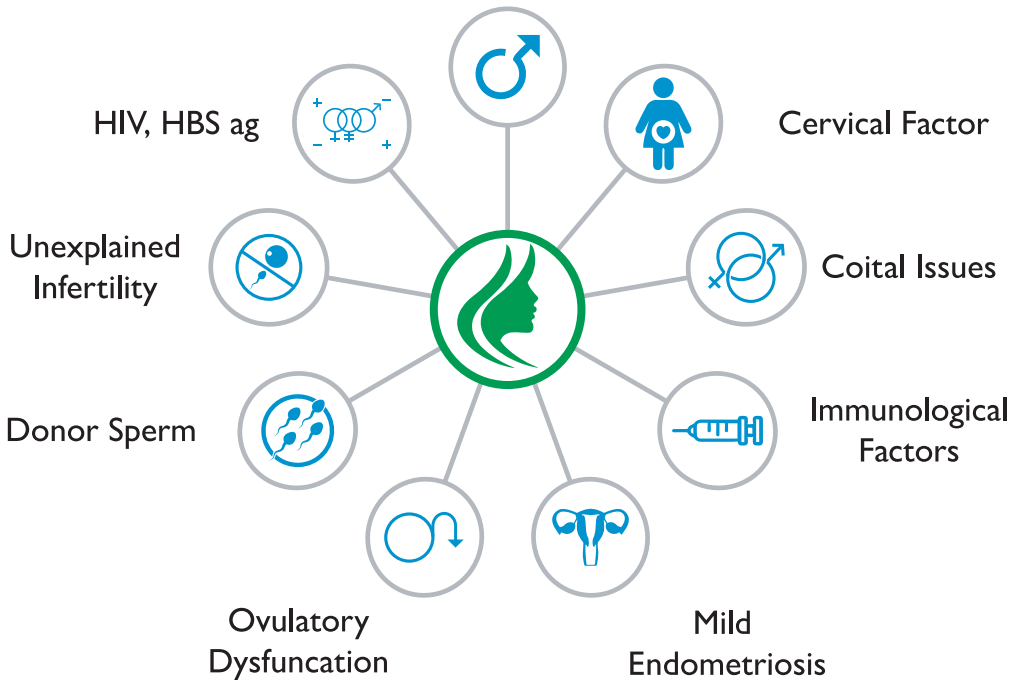 HIV, HBS ag
Cervical Factor
Unexplained
Infertility
Coital Issues
Donor Sperm
Immunological
Factors
Ovulatory
Dysfuncation
Mild
Endometriosis